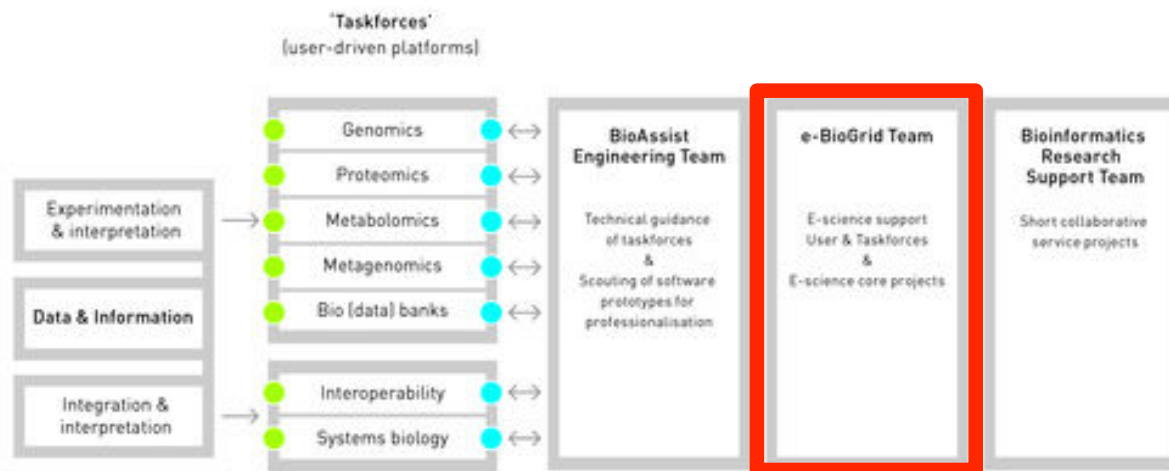 'Taskforces'
(user-driven platforms)
Experimentation
& interpretation
Data & Information
Integration &
interpretation
Genomics
Proteomics
Metabolomics
Metagenomics
Bio (data) banks
Interoperability
Systems biology
BioAssist
Engineering Team
Technical guidance
of taskforces
&
Scouting of software
prototypes for
professionalisation
e-BioGrid Team
E-science support
User & Taskforces
&
E-science core projects
Bioinformatics
Research
Support Team
Short collaborative
service projects